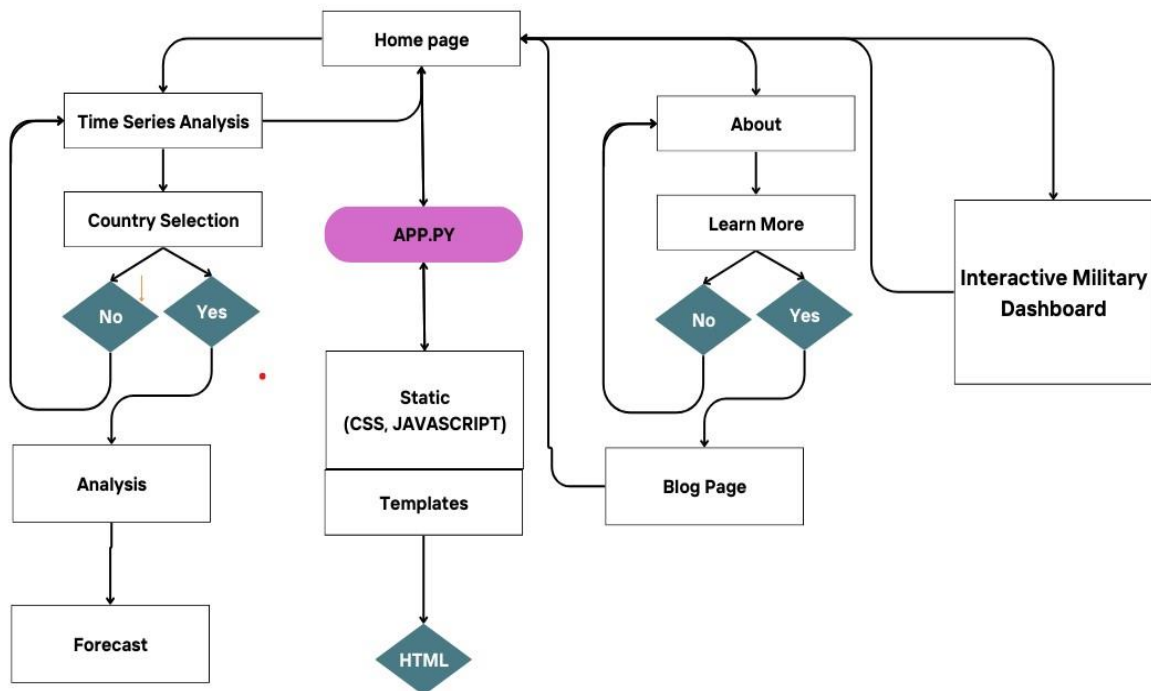 Home page
Time Series Analysis
About
Country Selection
Learn More
APP.PY
Interactive Military
Dashboard
No
Yes
No
Yes
Static
(CSS, JAVASCRIPT)
Analysis
Blog Page
Templates
Forecast
HTML